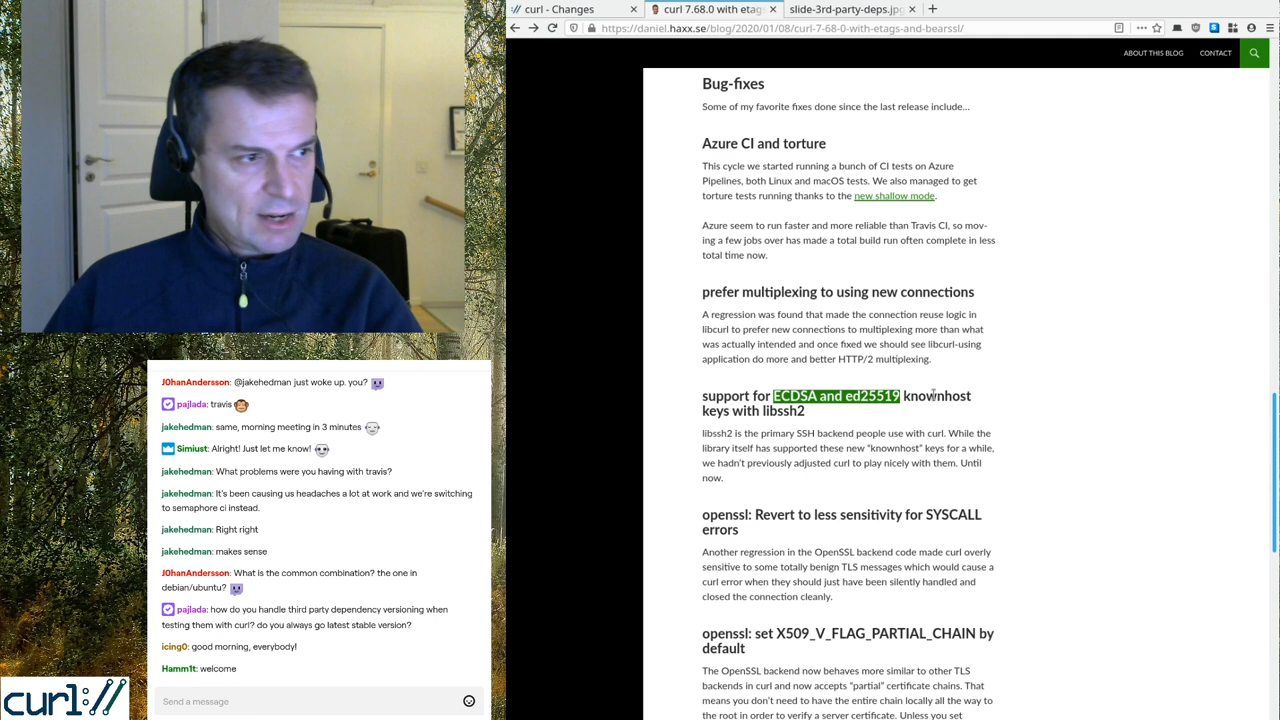 curl - Changes
curl 7.68.0 with etags
slide-3rd-party-deps.jpg
https://daniel.haxx.se/blog/2020/01/08/curl-7-68-0-with-etags-and-bearssl/
ABOUT THIS BLOG
CONTACT
Bug-fixes
Some of my favorite fixes done since the last release include…
Azure CI and torture
This cycle we started running a bunch of CI tests on Azure
Pipelines, both Linux and macOS tests. We also managed to get
torture tests running thanks to the new shallow mode.
Azure seem to run faster and more reliable than Travis CI, so mov-
ing a few jobs over has made a total build run often complete in less
total time now.
prefer multiplexing to using new connections
A regression was found that made the connection reuse logic in
libcurl to prefer new connections to multiplexing more than what
was actually intended and once fixed we should see libcurl-using
application do more and better HTTP/2 multiplexing.
support for ECDSA and ed25519 knownhost
keys with libssh2
libssh2 is the primary SSH backend people use with curl. While the
library itself has supported these new “knownhost” keys for a while,
we hadn't previously adjusted curl to play nicely with them. Until
now.
openssl: Revert to less sensitivity for SYSCALL
errors
Another regression in the OpenSSL backend code made curl overly
sensitive to some totally benign TLS messages which would cause a
curl error when they should just have been silently handled and
closed the connection cleanly.
openssl: set X509_V_FLAG_PARTIAL_CHAIN by
default
The OpenSSL backend now behaves more similar to other TLS
backends in curl and now accepts “partial” certificate chains. That
means you don't need to have the entire chain locally all the way to
the root in order to verify a server certificate. Unless you set
J0hanAndersson: @jakehedman just woke up. you?
pajlada: travis
jakehedman: same, morning meeting in 3 minutes
Simiust: Alright! Just let me know!
jakehedman: What problems were you having with travis?
jakehedman: It's been causing us headaches a lot at work and we're switching
to semaphore ci instead.
jakehedman: Right right
jakehedman: makes sense
J0hanAndersson: What is the common combination? the one in
debian/ubuntu?
pajlada: how do you handle third party dependency versioning when
testing them with curl? do you always go latest stable version?
icing0: good morning, everybody!
Hamm1t: welcome
Send a message
curl://